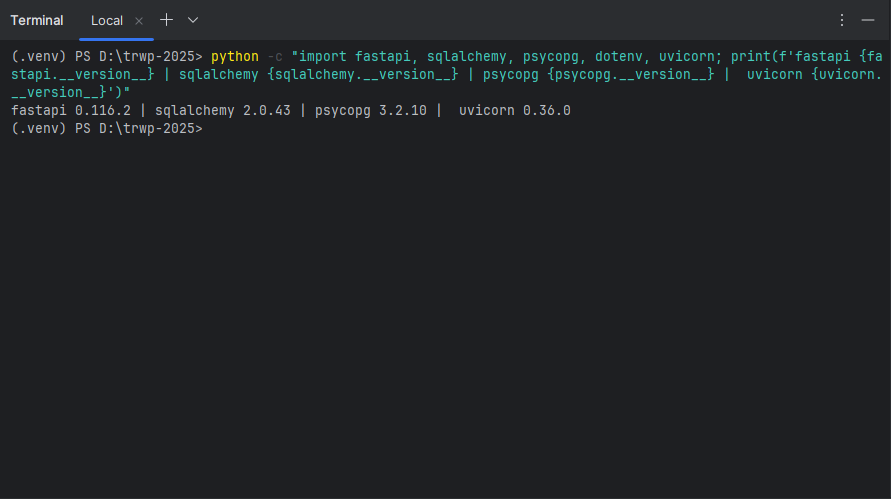 Terminal Local
(.venv) PS D:\trwp-2025> python -c "import fastapi, sqlalchemy, psycopg, dotenv, uvicorn; print(f'fastapi {fa
stapi.__version__} | sqlalchemy {sqlalchemy.__version__} | psycopg {psycopg.__version__} |  uvicorn {uvicorn.
__version__}')"
fastapi 0.116.2 | sqlalchemy 2.0.43 | psycopg 3.2.10 |  uvicorn 0.36.0
(.venv) PS D:\trwp-2025>